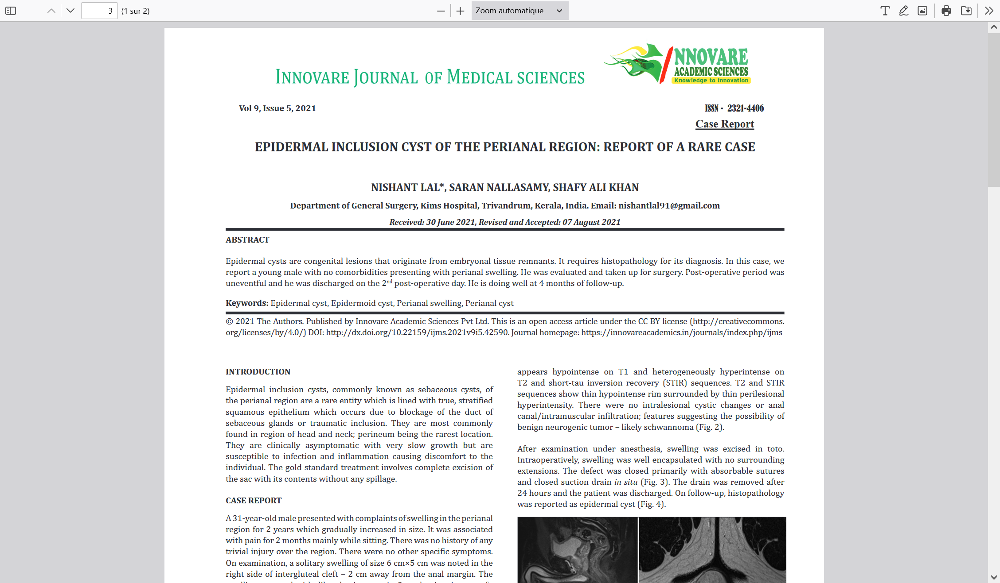 3
(1 sur 2)
Zoom automatique
INNOVARE JOURNAL OF MEDICAL SCIENCES
NNOVARE
ACADEMIC SCIENCES
Knowledge to Innovation
Vol 9, Issue 5, 2021
ISSN - 2321-4406
Case Report
EPIDERMAL INCLUSION CYST OF THE PERIANAL REGION: REPORT OF A RARE CASE
NISHANT LAL*, SARAN NALLASAMY, SHAFY ALI KHAN
Department of General Surgery, Kims Hospital, Trivandrum, Kerala, India. Email: nishantlal91@gmail.com
Received: 30 June 2021, Revised and Accepted: 07 August 2021
ABSTRACT
Epidermal cysts are congenital lesions that originate from embryonal tissue remnants. It requires histopathology for its diagnosis. In this case, we
report a young male with no comorbidities presenting with perianal swelling. He was evaluated and taken up for surgery. Post-operative period was
uneventful and he was discharged on the 2nd post-operative day. He is doing well at 4 months of follow-up.
Keywords: Epidermal cyst, Epidermoid cyst, Perianal swelling, Perianal cyst
© 2021 The Authors. Published by Innovare Academic Sciences Pvt Ltd. This is an open access article under the CC BY license (http://creativecommons.
org/licenses/by/4.0/) DOI: http://dx.doi.org/10.22159/ijms.2021v9i5.42590. Journal homepage: https://innovareacademics.in/journals/index.php/ijms
INTRODUCTION
Epidermal inclusion cysts, commonly known as sebaceous cysts, of
the perianal region are a rare entity which is lined with true, stratified
squamous epithelium which occurs due to blockage of the duct of
sebaceous glands or traumatic inclusion. They are most commonly
found in region of head and neck; perineum being the rarest location.
They are clinically asymptomatic with very slow growth but are
susceptible to infection and inflammation causing discomfort to the
individual. The gold standard treatment involves complete excision of
the sac with its contents without any spillage.
CASE REPORT
A 31-year-old male presented with complaints of swelling in the perianal
region for 2 years which gradually increased in size. It was associated
with pain for 2 months mainly while sitting. There was no history of any
trivial injury over the region. There were no other specific symptoms.
On examination, a solitary swelling of size 6 cm×5 cm was noted in the
right side of intergluteal cleft – 2 cm away from the anal margin. The
appears hypointense on T1 and heterogeneously hyperintense on
T2 and short-tau inversion recovery (STIR) sequences. T2 and STIR
sequences show thin hypointense rim surrounded by thin perilesional
hyperintensity. There were no intralesional cystic changes or anal
canal/intramuscular infiltration; features suggesting the possibility of
benign neurogenic tumor – likely schwannoma (Fig. 2).
After examination under anesthesia, swelling was excised in toto.
Intraoperatively, swelling was well encapsulated with no surrounding
extensions. The defect was closed primarily with absorbable sutures
and closed suction drain in situ (Fig. 3). The drain was removed after
24 hours and the patient was discharged. On follow-up, histopathology
was reported as epidermal cyst (Fig. 4).